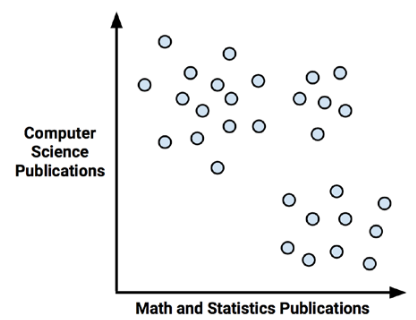 Computer
Science
Publications
Math and Statistics Publications